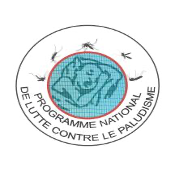 PROGRAMME NATIONAL
DE LUTTE CONTRE LE PALUDISME